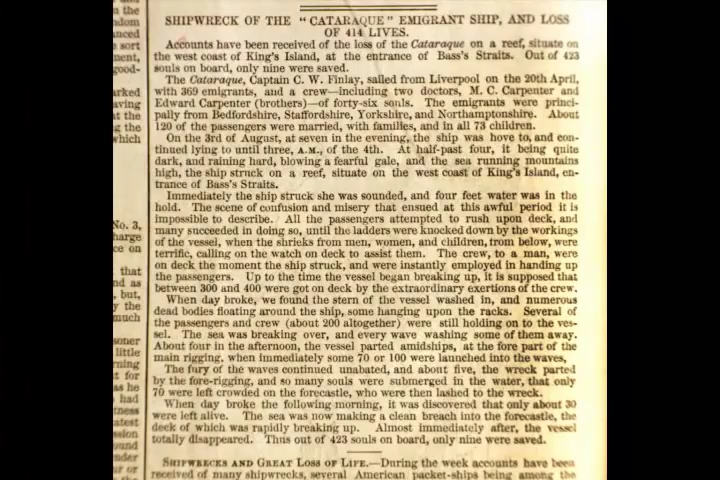 SHIPWRECK OF THE "CATARAQUE" EMIGRANT SHIP, AND LOSS
OF 414 LIVES.
Accounts have been received of the loss of the Cataraque on a reef, situate on
the west coast of King's Island, at the entrance of Bass's Straits. Out of 423
souls on board, only nine were saved.
The Cataraque, Captain C. W. Finlay, sailed from Liverpool on the 20th April,
with 369 emigrants, and a crew—including two doctors, M. C. Carpenter and
Edward Carpenter (brothers)—of forty-six souls. The emigrants were princi-
pally from Bedfordshire, Staffordshire, Yorkshire, and Northamptonshire. About
120 of the passengers were married, with families, and in all 73 children.
On the 3rd of August, at seven in the evening, the ship was hove to, and con-
tinued lying to until three, A.M., of the 4th. At half-past four, it being quite
dark, and raining hard, blowing a fearful gale, and the sea running mountains
high, the ship struck on a reef, situate on the west coast of King's Island, en-
trance of Bass's Straits.
Immediately the ship struck she was sounded, and four feet water was in the
hold. The scene of confusion and misery that ensued at this awful period it is
impossible to describe. All the passengers attempted to rush upon deck, and
many succeeded in doing so, until the ladders were knocked down by the workings
of the vessel, when the shrieks from men, women, and children, from below, were
terrific, calling on the watch on deck to assist them. The crew, to a man, were
on deck the moment the ship struck, and were instantly employed in handing up
the passengers. Up to the time the vessel began breaking up, it is supposed that
between 300 and 400 were got on deck by the extraordinary exertions of the crew.
When day broke, we found the stern of the vessel washed in, and numerous
dead bodies floating around the ship, some hanging upon the racks. Several of
the passengers and crew (about 200 altogether) were still holding on to the ves-
sel. The sea was breaking over, and every wave washing some of them away.
About four in the afternoon, the vessel parted amidships, at the fore part of the
main rigging, when immediately some 70 or 100 were launched into the waves,
The fury of the waves continued unabated, and about five, the wreck parted
by the fore-rigging, and so many souls were submerged in the water, that only
70 were left crowded on the forecastle, who were then lashed to the wreck.
When day broke the following morning, it was discovered that only about 30
were left alive. The sea was now making a clean breach into the forecastle, the
deck of which was rapidly breaking up. Almost immediately after, the vessel
totally disappeared. Thus out of 423 souls on board, only nine were saved.
SHIPWRECKS AND GREAT LOSS OF LIFE.—During the week accounts have been
received of many shipwrecks, several American packet-ships being among the